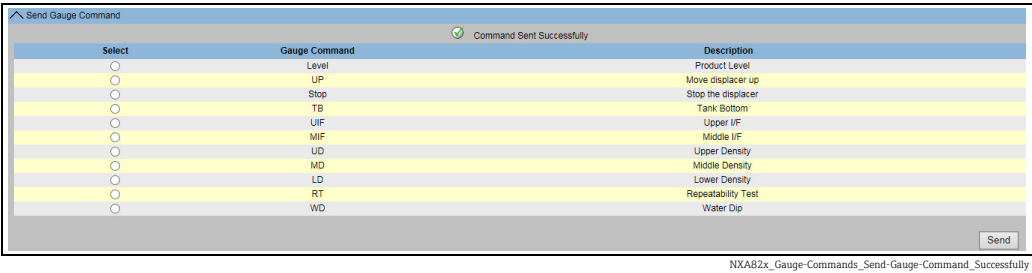 Send Gauge Command
Command Sent Successfully
Select Gauge Command Description
Level Product Level
UP Move displacer up
Stop Stop the displacer
TB Tank Bottom
UIF Upper I/F
MIF Middle I/F
UD Upper Density
MD Middle Density
LD Lower Density
RT Repeatability Test
WD Water Dip
Send
NXA82x_Gauge-Commands_Send-Gauge-Command_Successfully